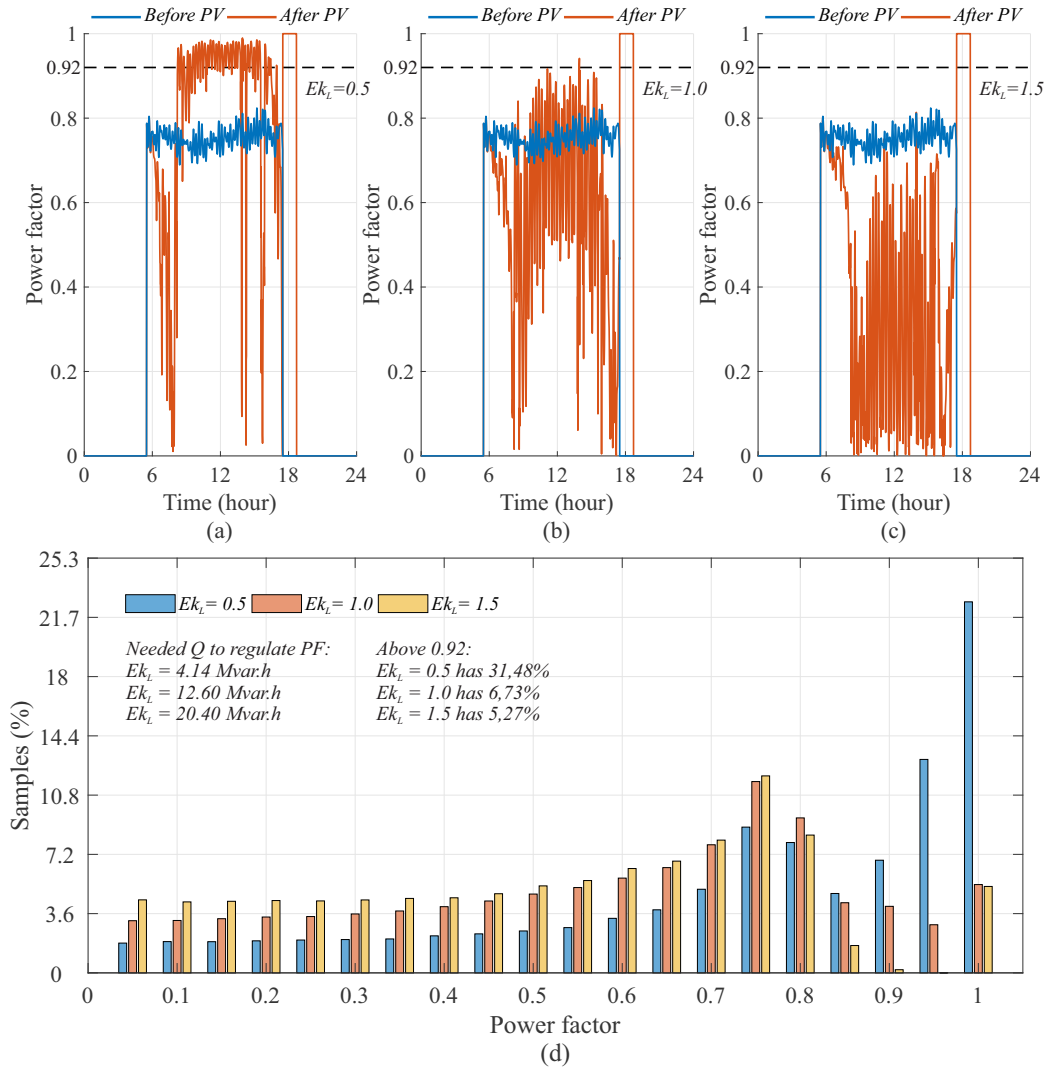 Before PV After PV
1
0.92
0.8
0.6
0.4
0.2
0
Ek_L=0.5
Power factor
0 6 12 18 24
Time (hour)
(a)
Before PV After PV
1
0.92
0.8
0.6
0.4
0.2
0
Ek_L=1.0
Power factor
0 6 12 18 24
Time (hour)
(b)
Before PV After PV
1
0.92
0.8
0.6
0.4
0.2
0
Ek_L=1.5
Power factor
0 6 12 18 24
Time (hour)
(c)
25.3
21.7
18
14.4
10.8
7.2
3.6
0
Samples (%)
Ek_L= 0.5 Ek_L= 1.0 Ek_L= 1.5
Needed Q to regulate PF:
Ek_L = 4.14 Mvar.h
Ek_L = 12.60 Mvar.h
Ek_L = 20.40 Mvar.h
Above 0.92:
Ek_L = 0.5 has 31,48%
Ek_L = 1.0 has 6,73%
Ek_L = 1.5 has 5,27%
0 0.1 0.2 0.3 0.4 0.5 0.6 0.7 0.8 0.9 1
Power factor
(d)